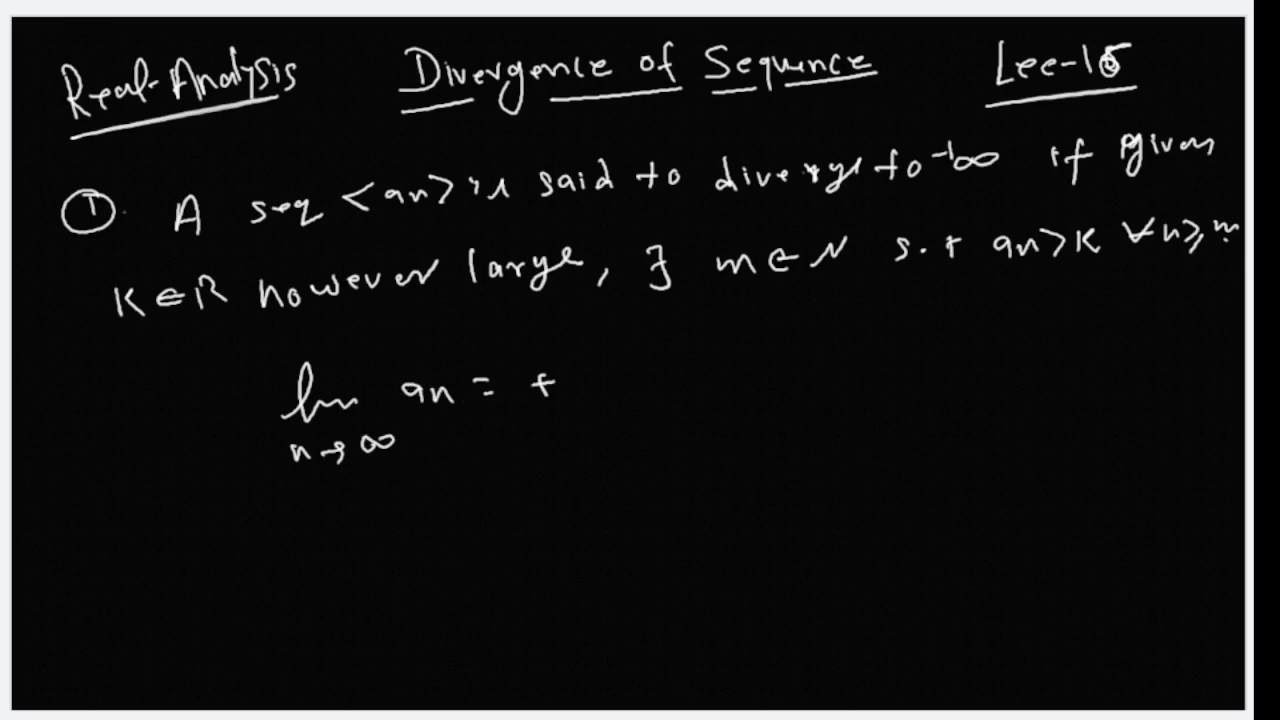 Real-Analysis Divergence of Sequence Lec-15
① A seq <an> is said to diverge to +∞ if given
K∈R however large, ∃ m∈N s.t an>K ∀n≥m
lim an = +
n→∞